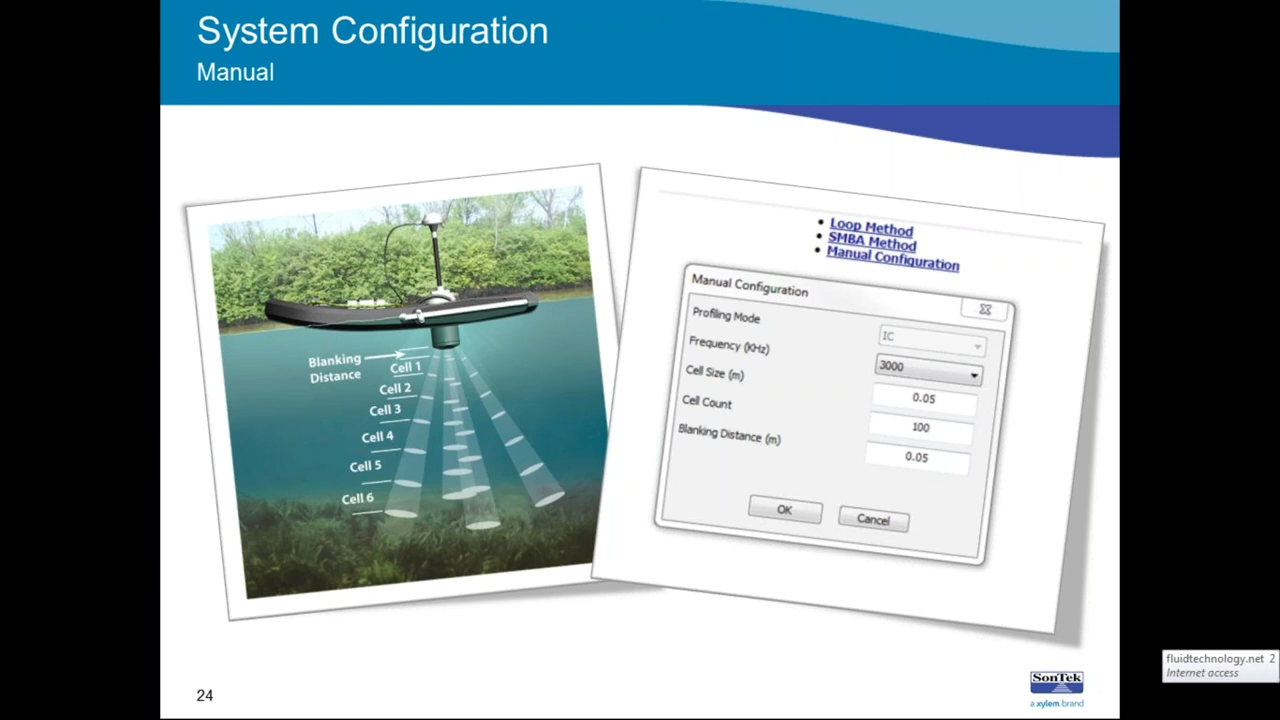 System Configuration
Manual
Blanking
Distance
Cell 1
Cell 2
Cell 3
Cell 4
Cell 5
Cell 6
• Loop Method
• SMBA Method
• Manual Configuration
Manual Configuration
Profiling Mode
IC
Frequency (KHz)
3000
Cell Size (m)
0.05
Cell Count
100
Blanking Distance (m)
0.05
OK
Cancel
24
SonTek
a xylem brand
fluidtechnology.net 2
Internet access